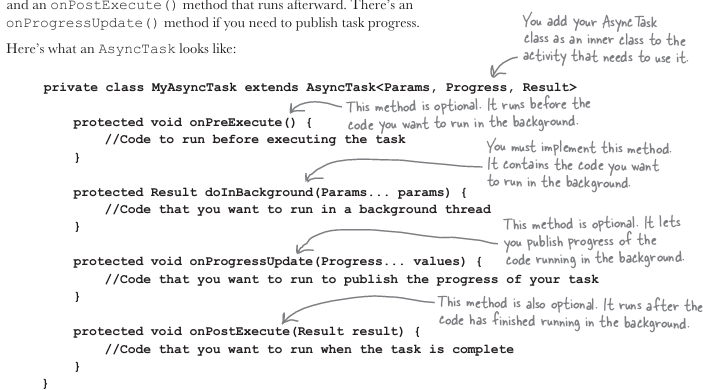 and an onPostExecute() method that runs afterward. There's an
onProgressUpdate() method if you need to publish task progress.
Here's what an AsyncTask looks like:
You add your AsyncTask
class as an inner class to the
activity that needs to use it.
private class MyAsyncTask extends AsyncTask<Params, Progress, Result>
This method is optional. It runs before the
code you want to run in the background.
protected void onPreExecute() {
//Code to run before executing the task
}
You must implement this method.
It contains the code you want
to run in the background.
protected Result doInBackground(Params... params) {
//Code that you want to run in a background thread
}
This method is optional. It lets
you publish progress of the
code running in the background.
protected void onProgressUpdate(Progress... values) {
//Code that you want to run to publish the progress of your task
}
This method is also optional. It runs after the
code has finished running in the background.
protected void onPostExecute(Result result) {
//Code that you want to run when the task is complete
}
}